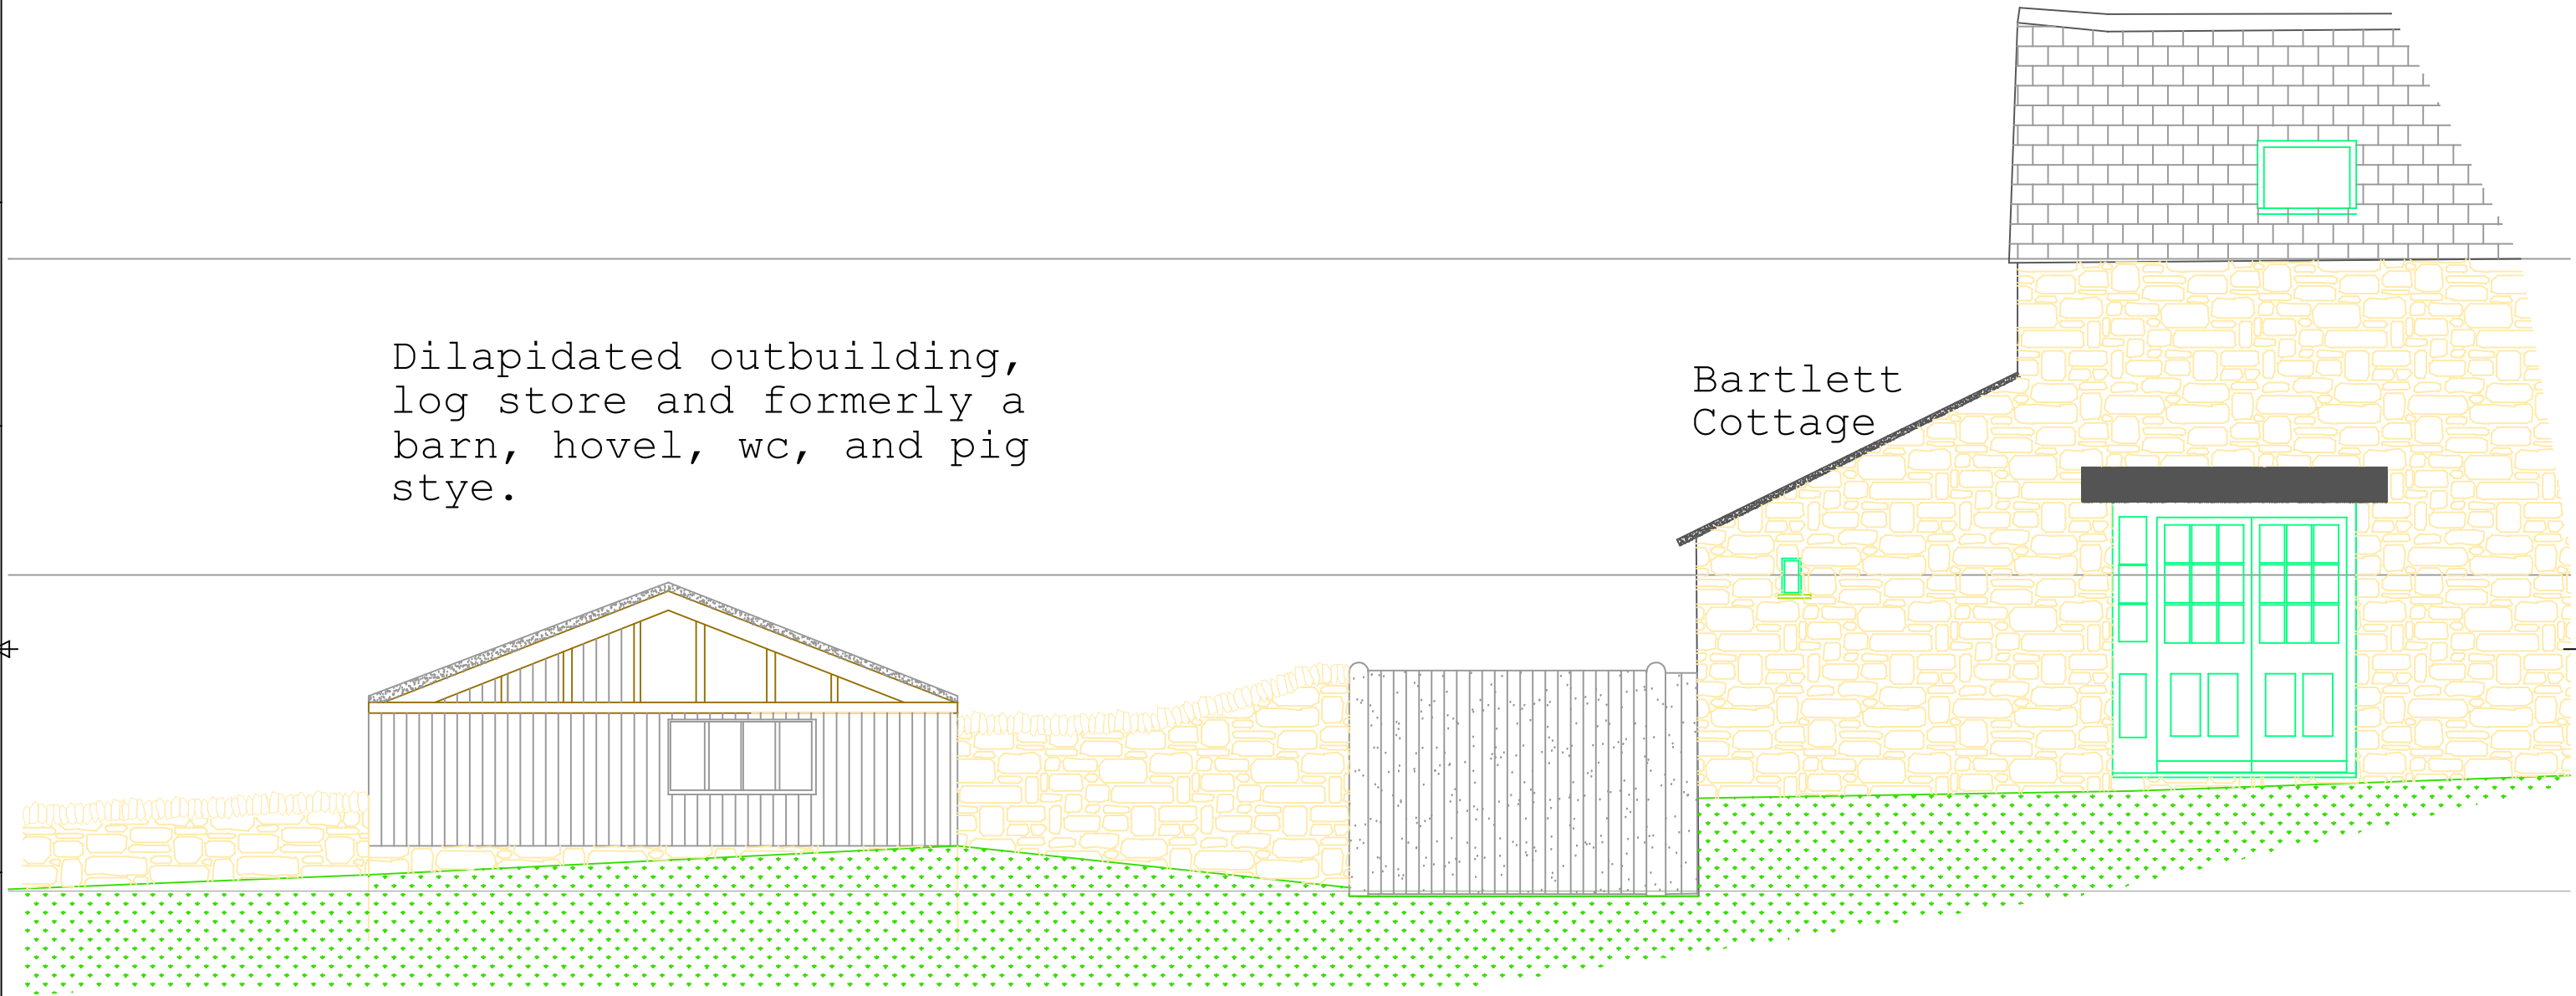 Dilapidated outbuilding,
log store and formerly a
barn, hovel, wc, and pig
stye.
Bartlett
Cottage